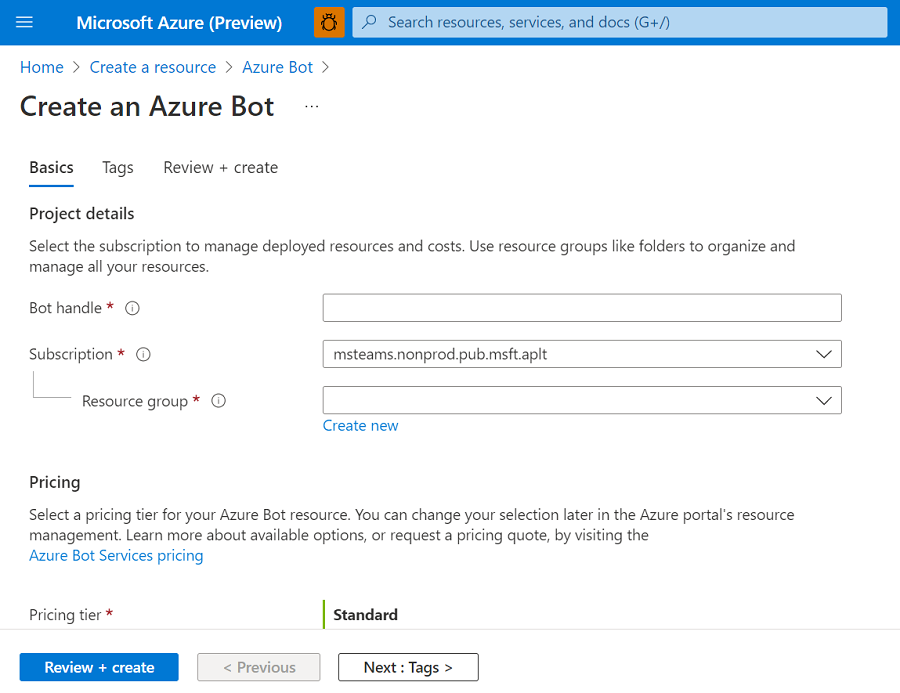 Microsoft Azure (Preview)
Search resources, services, and docs (G+/)
Home > Create a resource > Azure Bot >
Create an Azure Bot ...
Basics Tags Review + create
Project details
Select the subscription to manage deployed resources and costs. Use resource groups like folders to organize and
manage all your resources.
Bot handle *
Subscription * msteams.nonprod.pub.msft.aplt
Resource group *
Create new
Pricing
Select a pricing tier for your Azure Bot resource. You can change your selection later in the Azure portal's resource
management. Learn more about available options, or request a pricing quote, by visiting the
Azure Bot Services pricing
Pricing tier * Standard
Review + create < Previous Next : Tags >